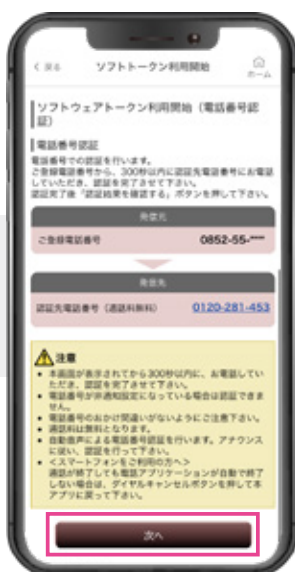 < 戻る ソフトトークン利用開始 ホーム
ソフトウェアトークン利用開始（電話番号認
証）
電話番号認証
電話番号での認証を行います。
ご登録電話番号から、300秒以内に認証先電話番号にお電話
していただき、認証を完了させて下さい。
認証完了後「認証結果を確認する」ボタンを押して下さい。
発信元
ご登録電話番号 0852-55-****
発信先
認証先電話番号（通話料無料） 0120-281-453
注意
• 本画面が表示されてから300秒以内に、お電話してい
ただき、認証を完了させて下さい。
• 電話番号が非通知設定になっている場合は認証できま
せん。
• 電話番号のおかけ間違いがないようにご注意下さい。
• 通話料は無料となります。
• 自動音声による電話番号認証を行います。アナウンス
に従い、認証を行って下さい。
• <スマートフォンをご利用の方へ>
通話が終了しても電話アプリケーションが自動で終了
しない場合は、ダイヤルキャンセルボタンを押して本
アプリに戻って下さい。
次へ